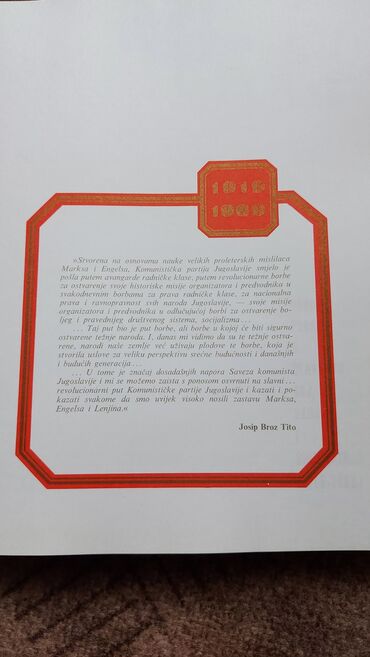 1919
»Stvorena na osnovama nauke velikih proleterskih mislilaca
Marksa i Engelsa, Komunistička partija Jugoslavije smjelo je
pošla putem avangarde radničke klase, putem revolucionarne borbe
za ostvarenje svoje historiske misije organizatora i predvodnika u
svakodnevnim borbama za prava radničke klase, za nacionalna
prava i ravnopravnost svih naroda Jugoslavije, — svoje misije
organizatora i predvodnika u odlučujućoj borbi za ostvarenje bo-
ljeg i pravednijeg društvenog sistema, socijalizma...
... Taj put bio je put borbe, ali borbe u kojoj će biti sigurno
ostvarene težnje naroda. I, danas mi vidimo da su te težnje ostva-
rene, narodi naše zemlje već uživaju plodove te borbe, koja je
stvorila uslove za veliku perspektivu srećne budućnosti i današnjih
i budućih generacija...
... U tome je značaj dosadašnjih napora Saveza komunista
Jugoslavije i mi se možemo zaista s ponosom osvrnuti na slavni...
revolucionarni put Komunističke partije Jugoslavije i kazati i po-
kazati svakome da smo uvijek visoko nosili zastavu Marksa,
Engelsa i Lenjina.«
Josip Broz Tito